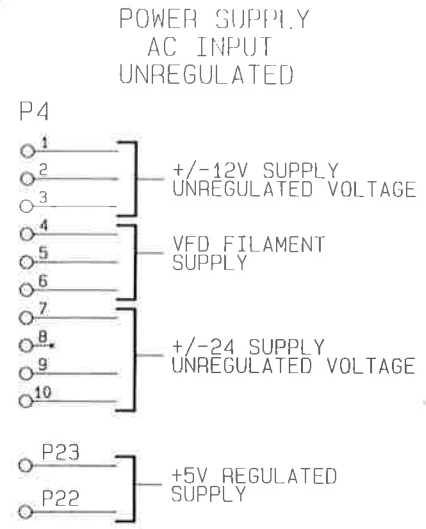 POWER SUPPLY
AC INPUT
UNREGULATED
P4
1
2
3
+/-12V SUPPLY
UNREGULATED VOLTAGE
4
5
6
VFD FILAMENT
SUPPLY
7
8
9
10
+/-24 SUPPLY
UNREGULATED VOLTAGE
P23
P22
+5V REGULATED
SUPPLY